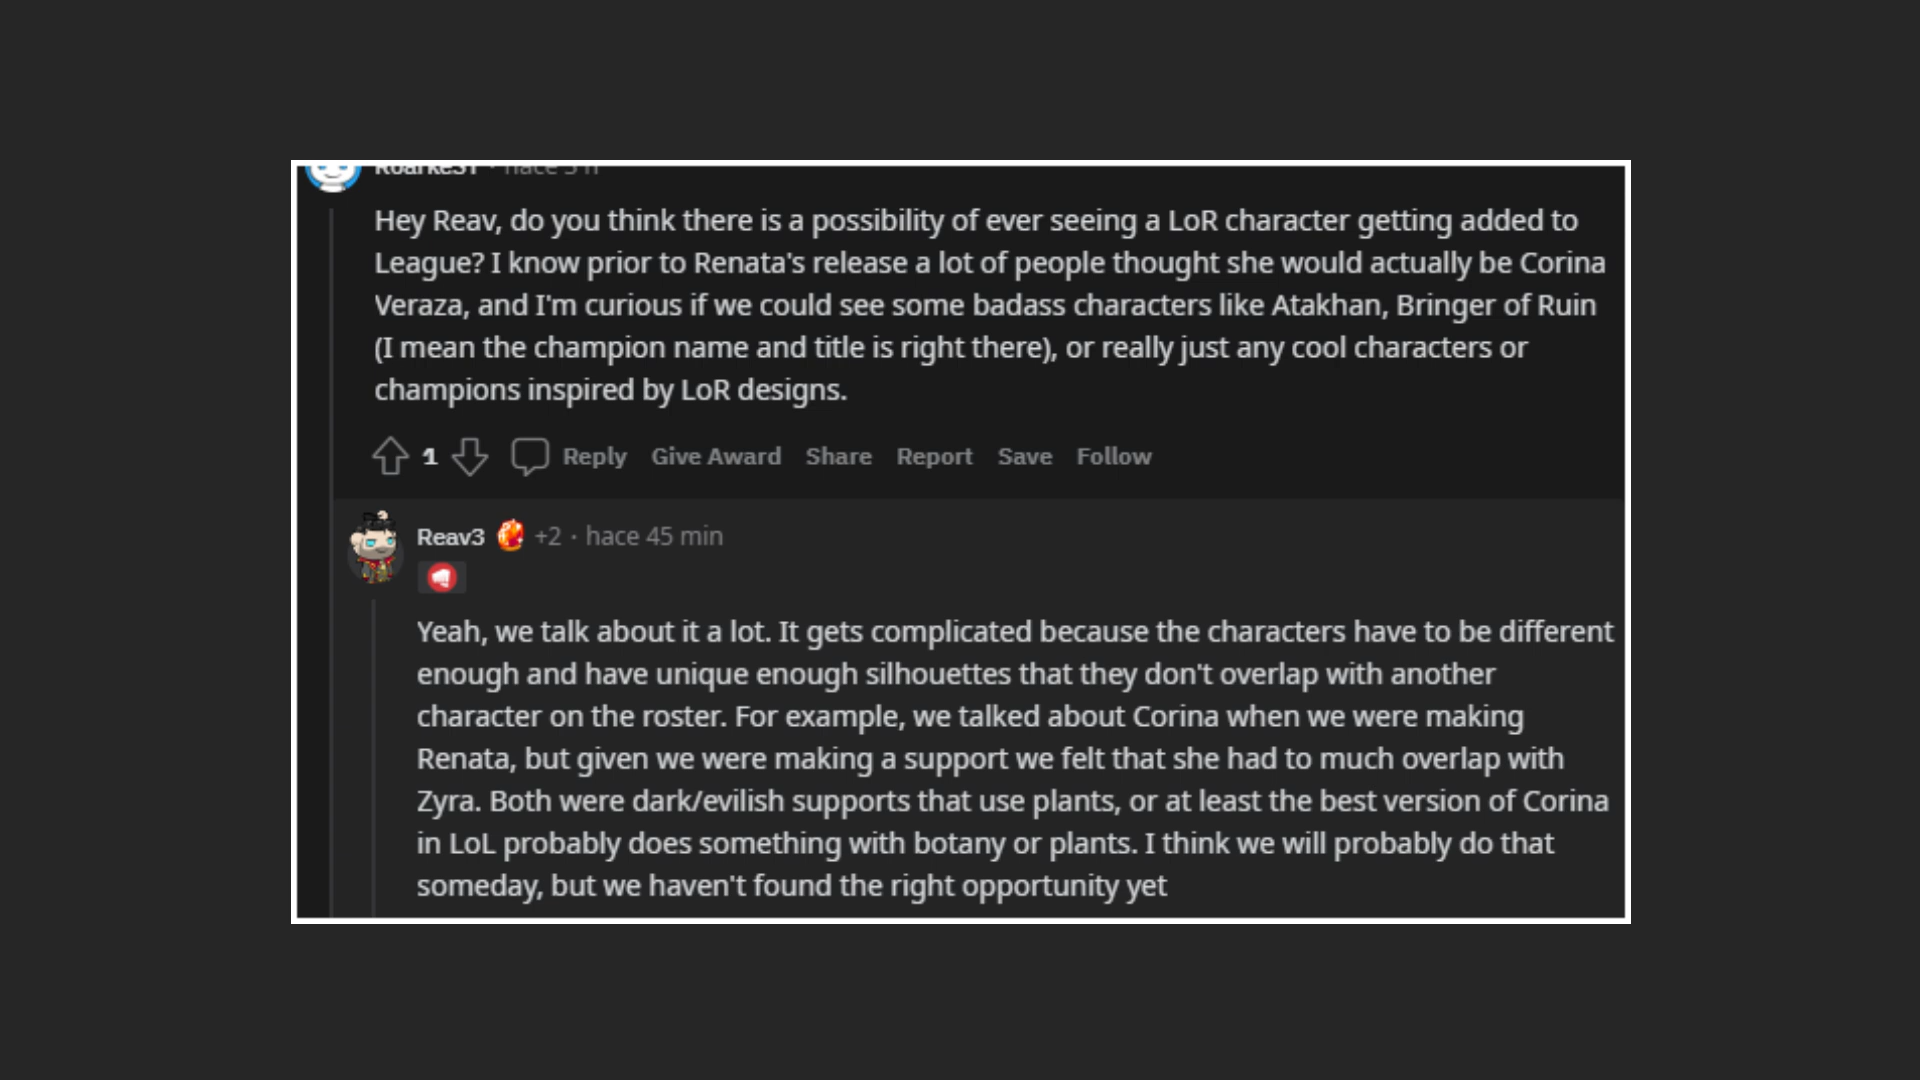 Roarke31 · hace 3 h
Hey Reav, do you think there is a possibility of ever seeing a LoR character getting added to
League? I know prior to Renata's release a lot of people thought she would actually be Corina
Veraza, and I'm curious if we could see some badass characters like Atakhan, Bringer of Ruin
(I mean the champion name and title is right there), or really just any cool characters or
champions inspired by LoR designs.
1 Reply Give Award Share Report Save Follow
Reav3 +2 · hace 45 min
Yeah, we talk about it a lot. It gets complicated because the characters have to be different
enough and have unique enough silhouettes that they don't overlap with another
character on the roster. For example, we talked about Corina when we were making
Renata, but given we were making a support we felt that she had to much overlap with
Zyra. Both were dark/evilish supports that use plants, or at least the best version of Corina
in LoL probably does something with botany or plants. I think we will probably do that
someday, but we haven't found the right opportunity yet